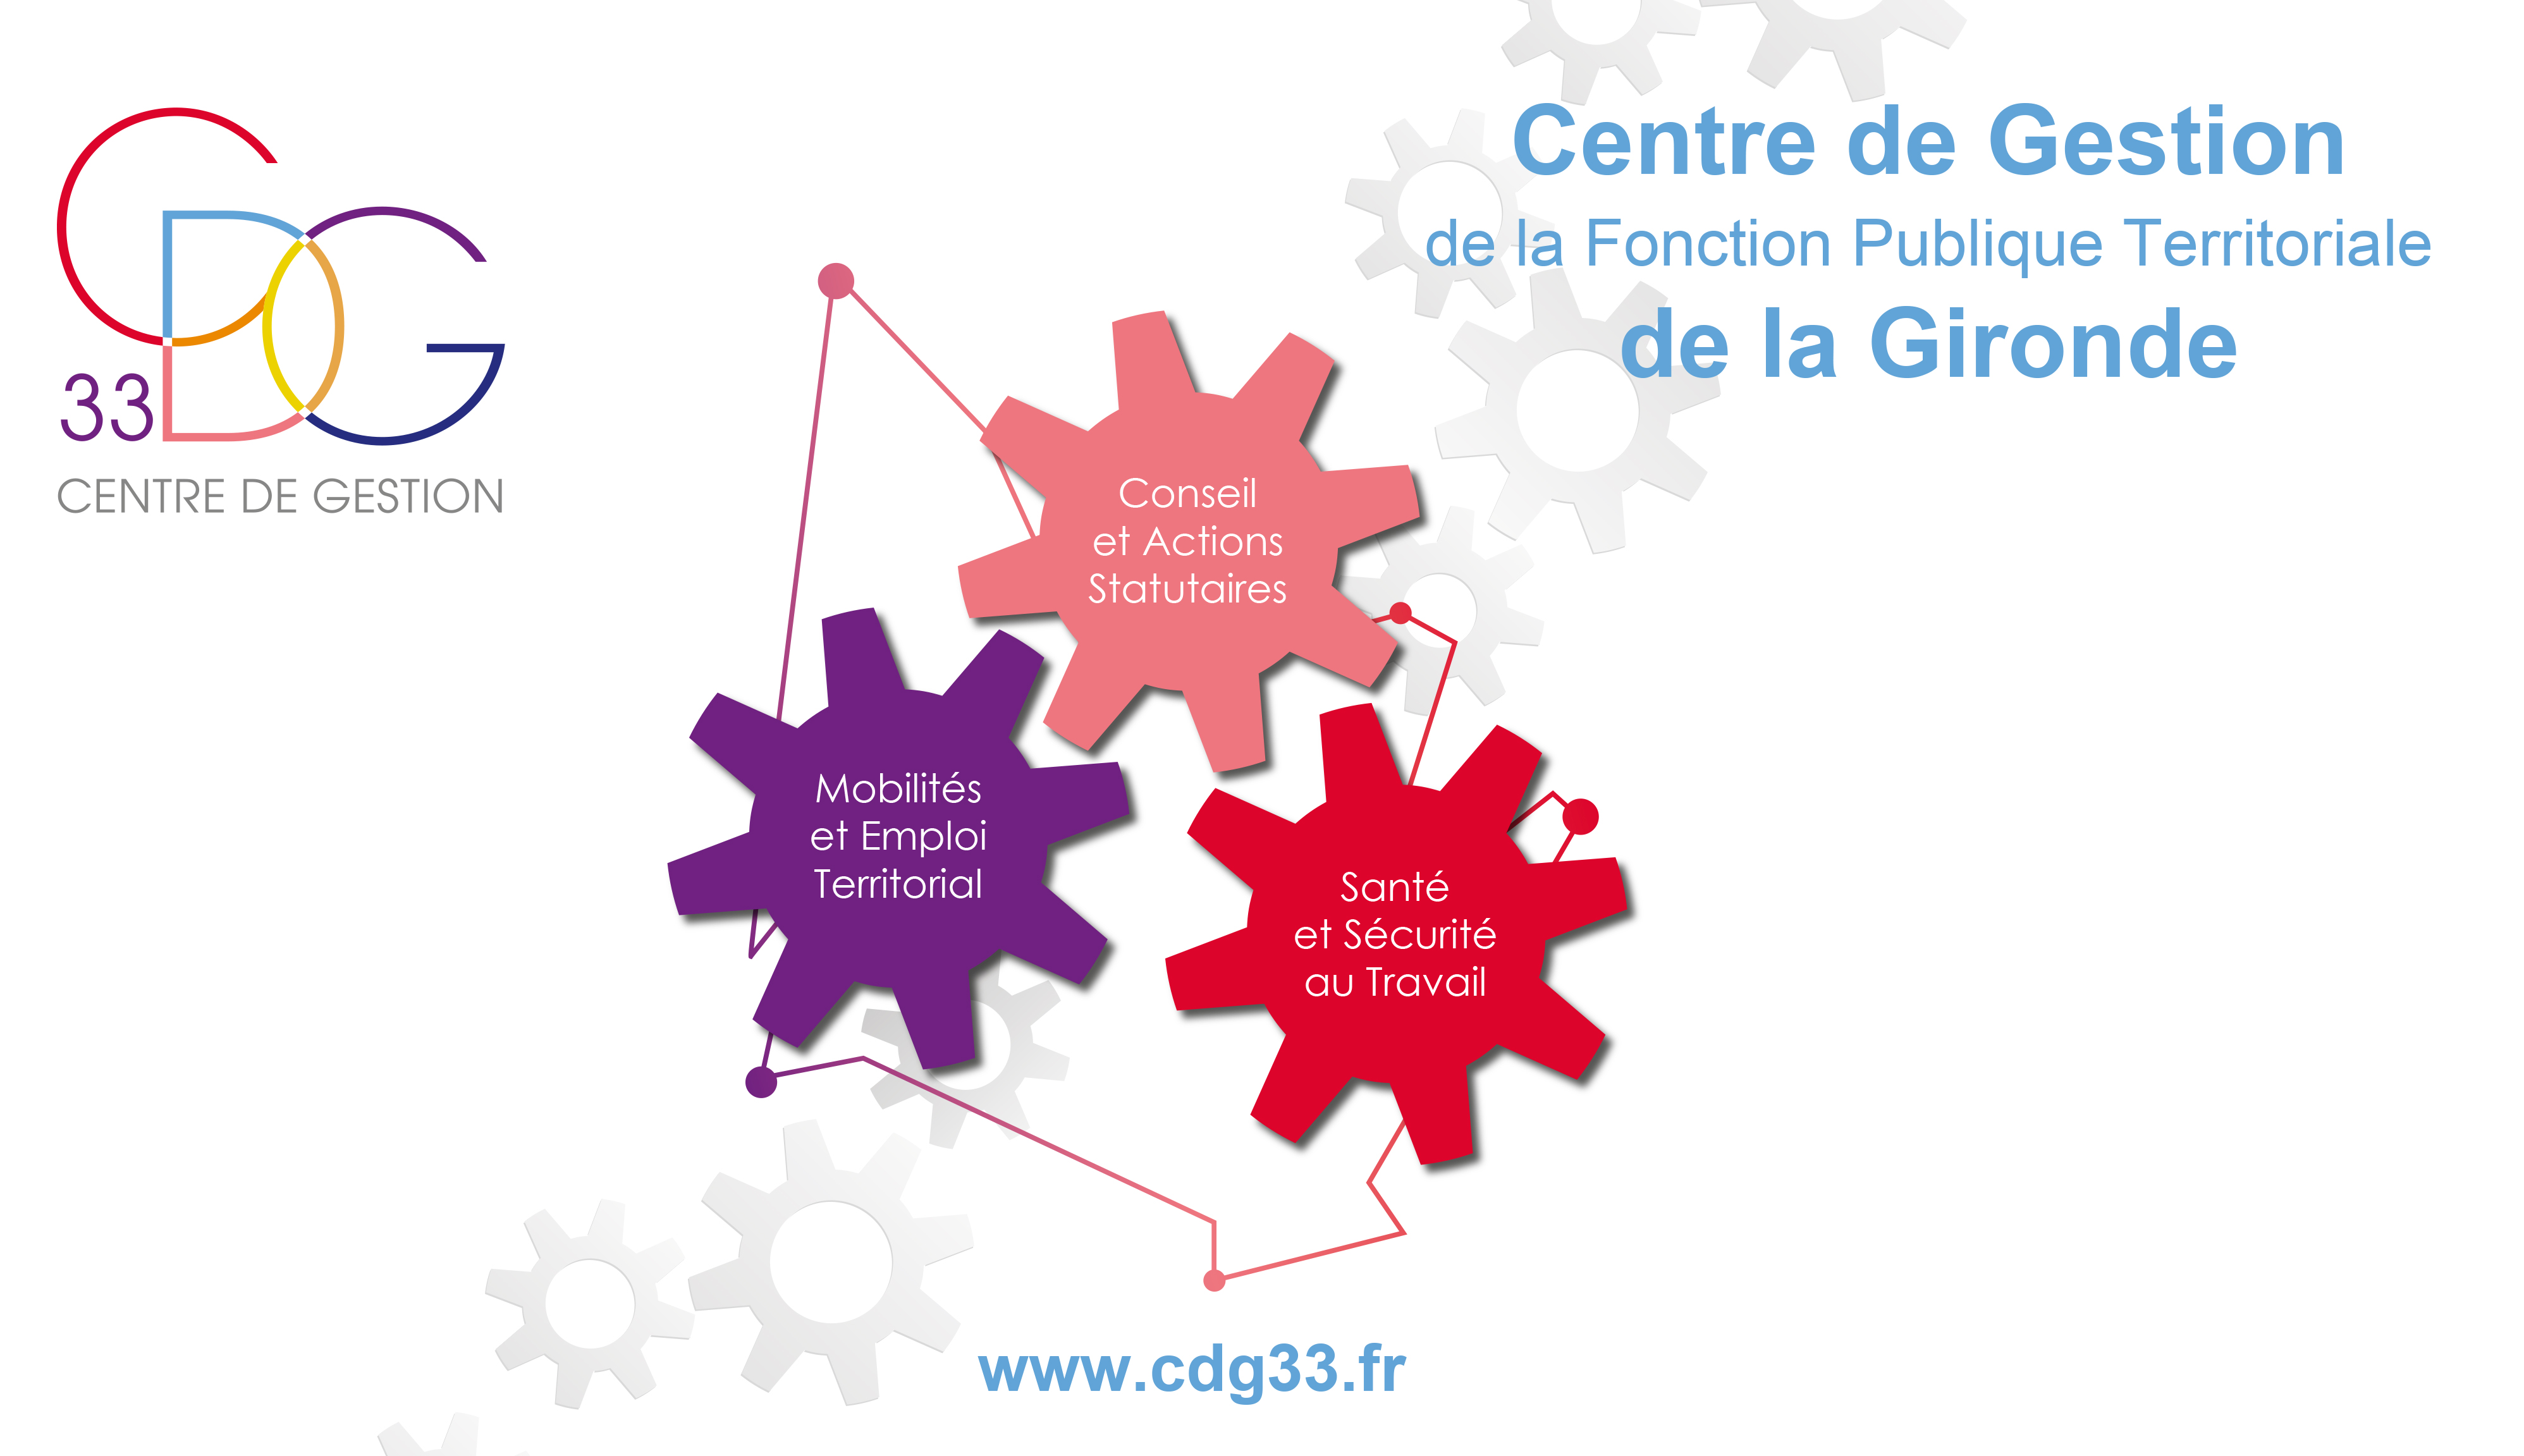 CDG
33
CENTRE DE GESTION
Centre de Gestion
de la Fonction Publique Territoriale
de la Gironde
Conseil
et Actions
Statutaires
Mobilités
et Emploi
Territorial
Santé
et Sécurité
au Travail
www.cdg33.fr